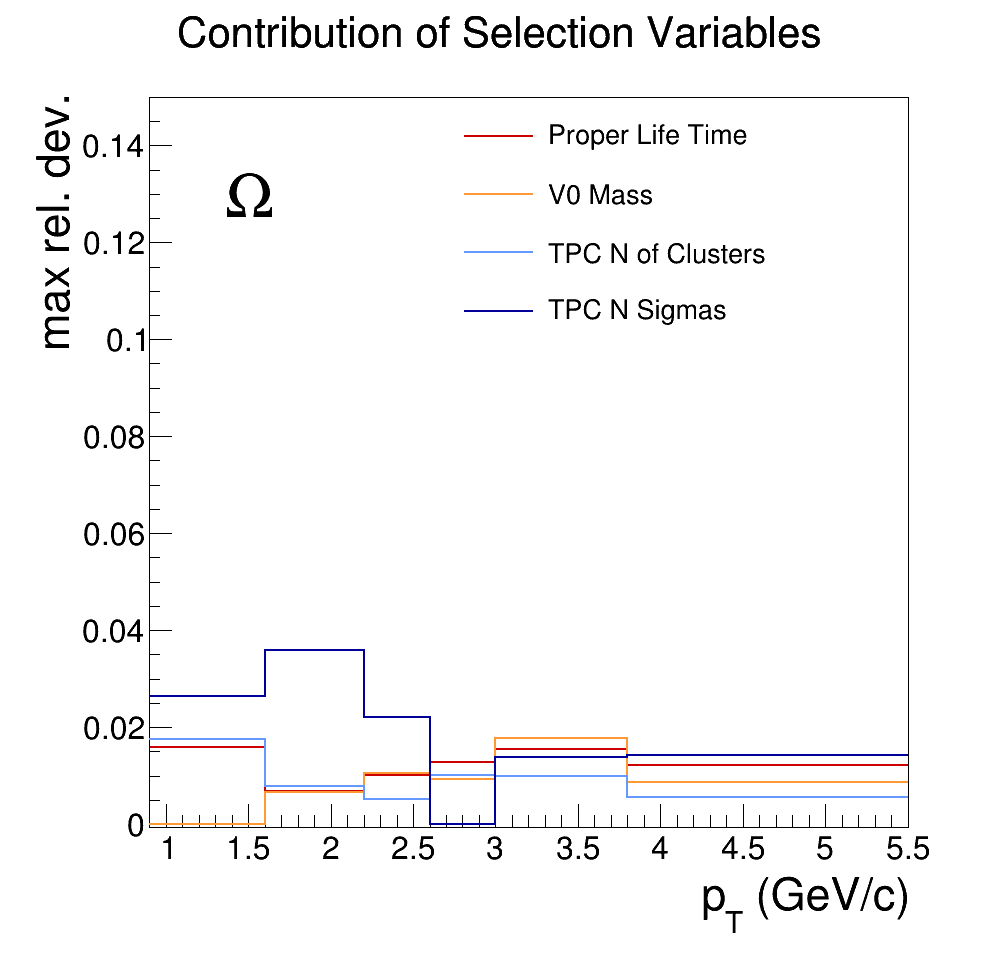 Contribution of Selection Variables
max rel. dev.
0.14
0.12
0.1
0.08
0.06
0.04
0.02
0
Ω
Proper Life Time
V0 Mass
TPC N of Clusters
TPC N Sigmas
1 1.5 2 2.5 3 3.5 4 4.5 5 5.5
p_T (GeV/c)